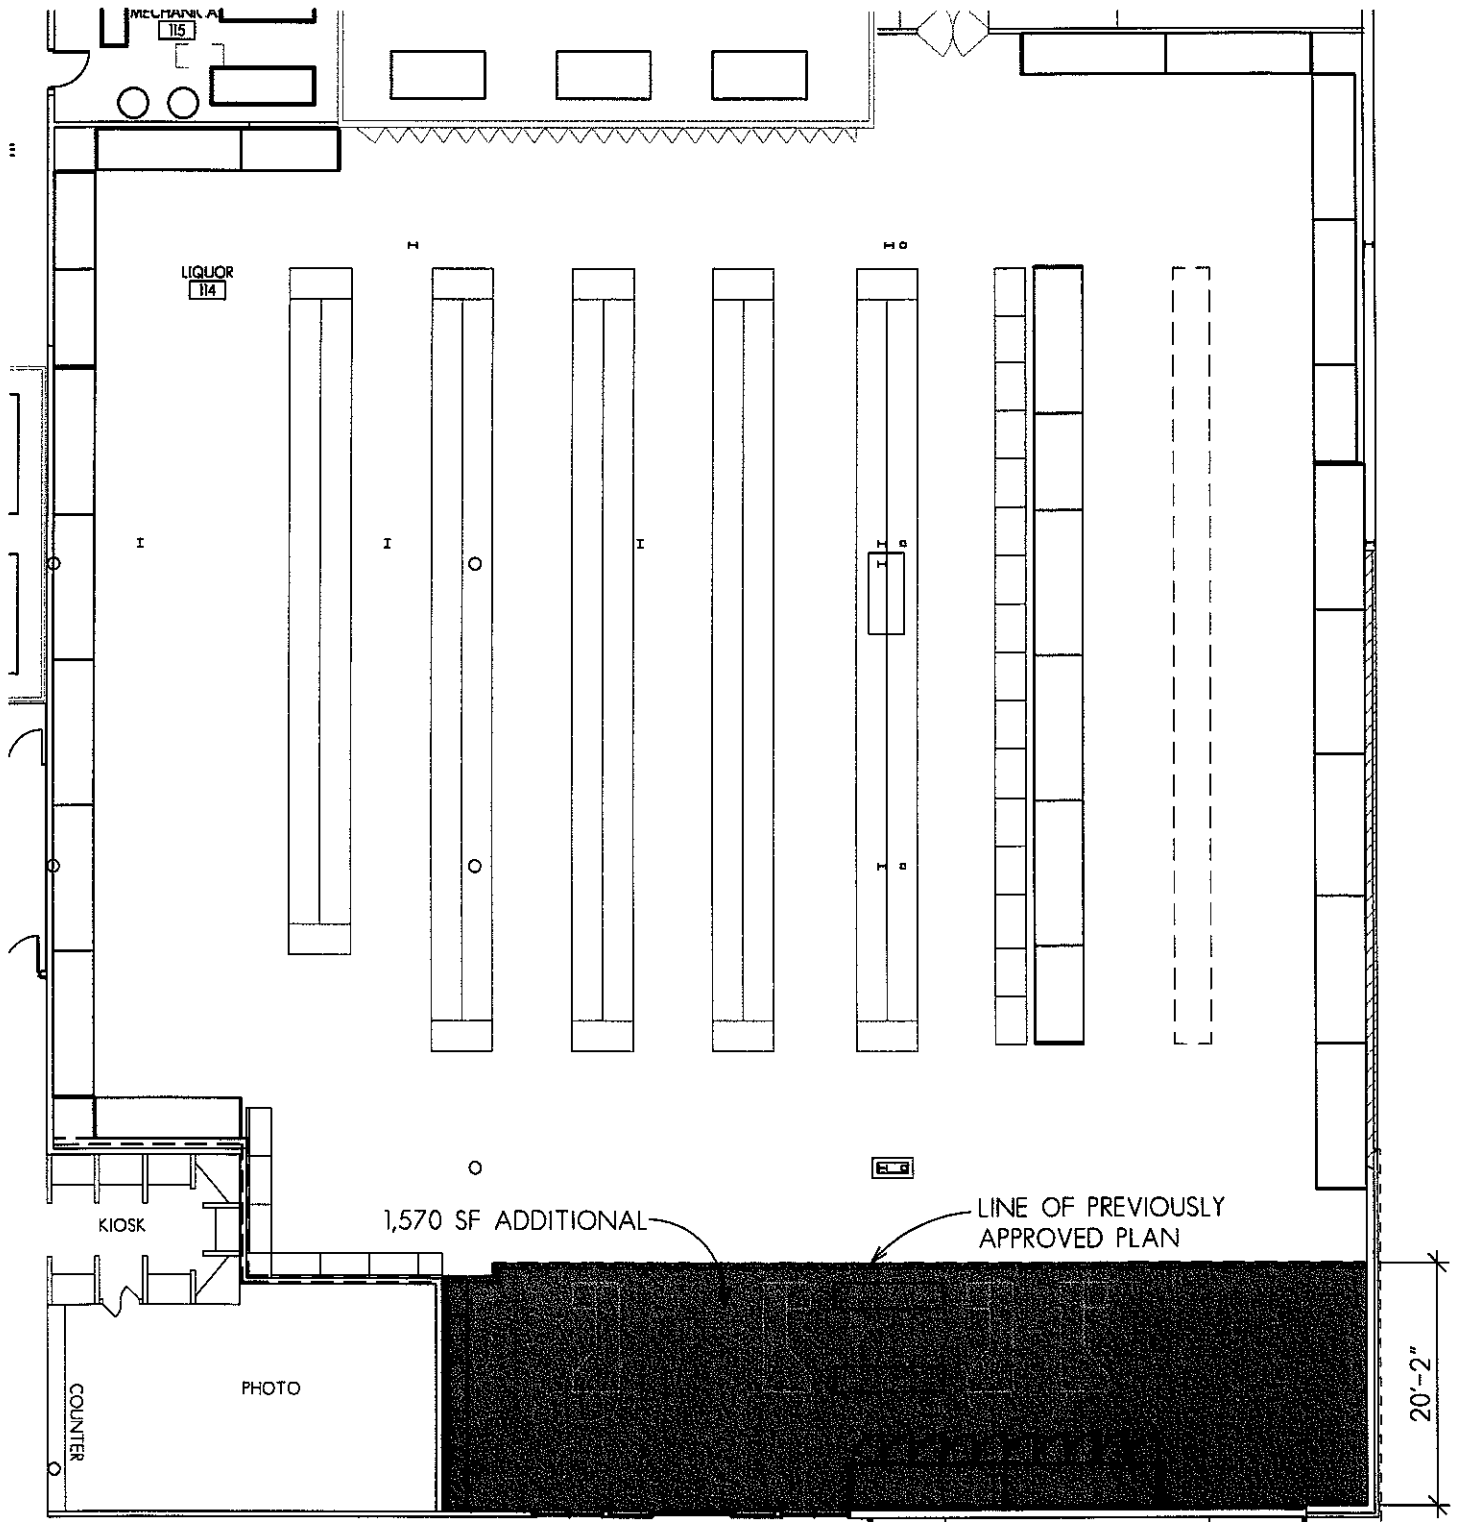 MECHANICAL
115
LIQUOR
114
KIOSK
1,570 SF ADDITIONAL
LINE OF PREVIOUSLY
APPROVED PLAN
PHOTO
COUNTER
20'-2"